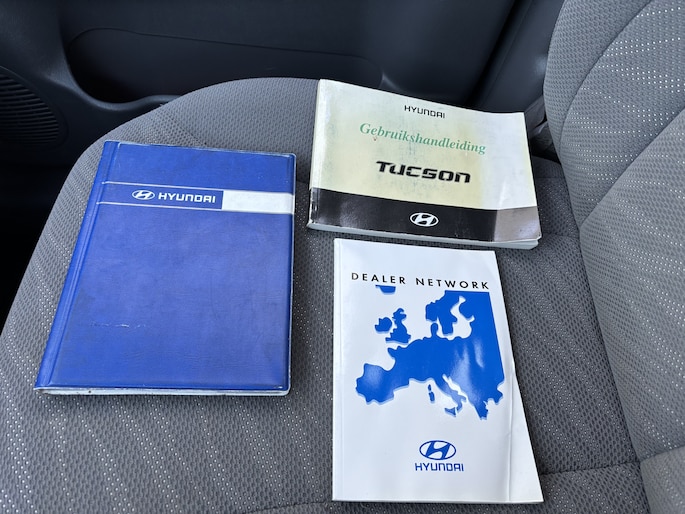 HYUNDAI
HYUNDAI
Gebruikshandleiding
TUCSON
DEALER NETWORK
HYUNDAI